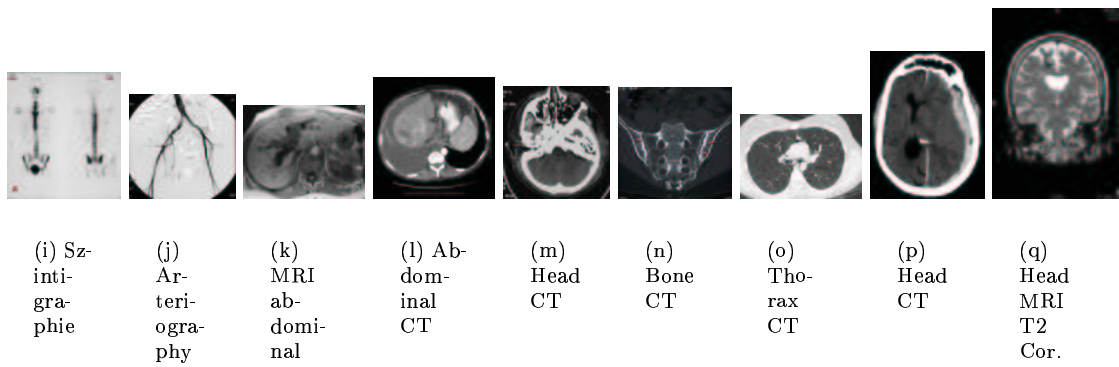 (i) Sz-
inti-
gra-
phie
(j)
Ar-
teri-
ogra-
phy
(k)
MRI
ab-
domi-
nal
(l) Ab-
dom-
inal
CT
(m)
Head
CT
(n)
Bone
CT
(o)
Tho-
rax
CT
(p)
Head
CT
(q)
Head
MRI
T2
Cor.